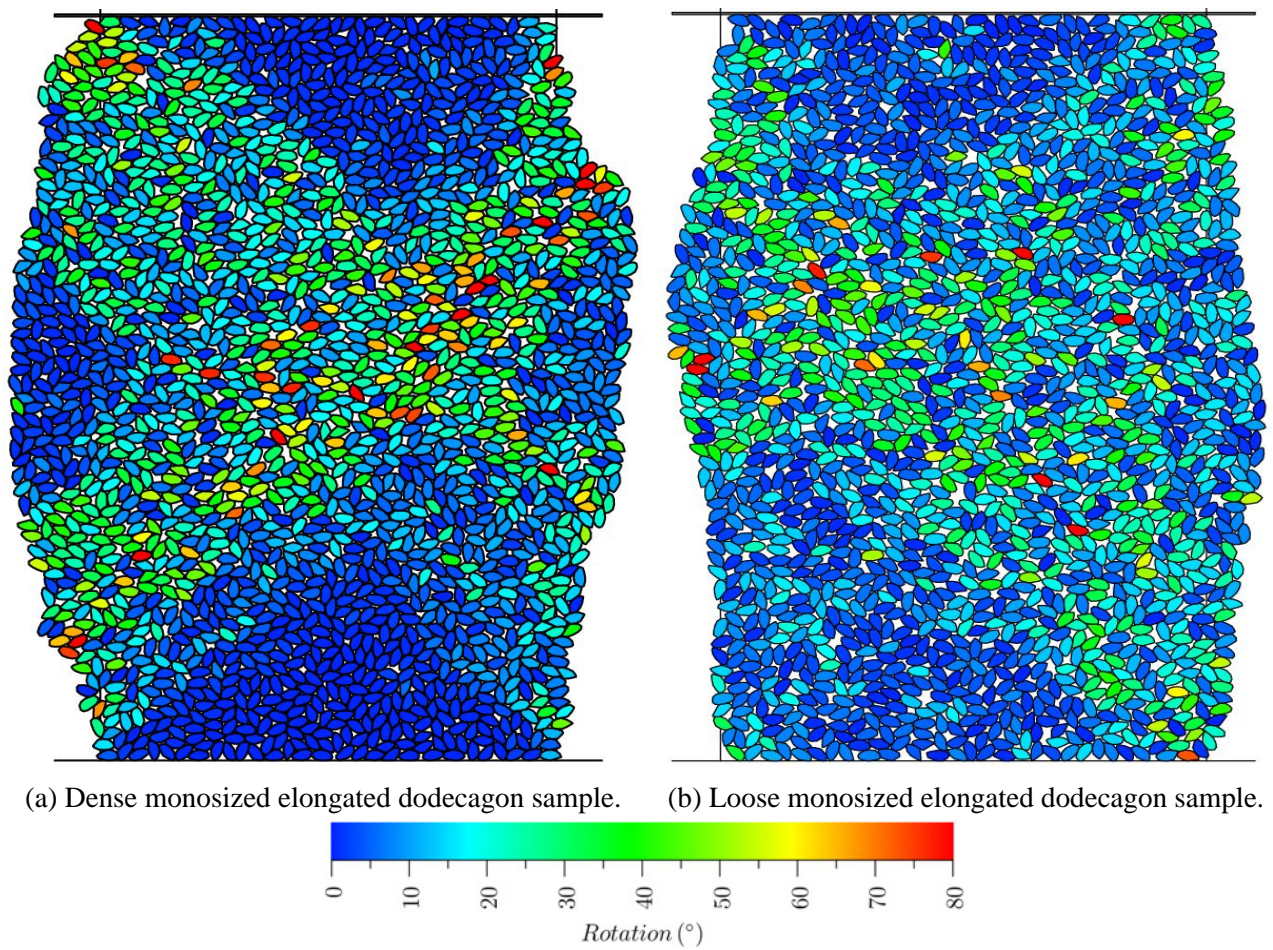 (a) Dense monosized elongated dodecagon sample. (b) Loose monosized elongated dodecagon sample.
0 10 20 30 40 50 60 70 80
Rotation (°)